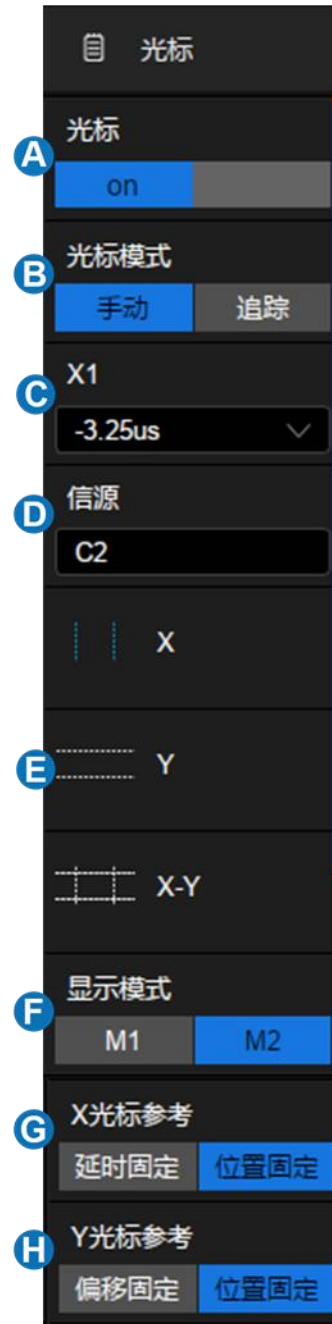 光标
光标
A
on
光标模式
B
手动 追踪
X1
C
-3.25us
信源
D
C2
X
E
Y
X-Y
显示模式
F
M1 M2
X光标参考
G
延时固定 位置固定
Y光标参考
H
偏移固定 位置固定